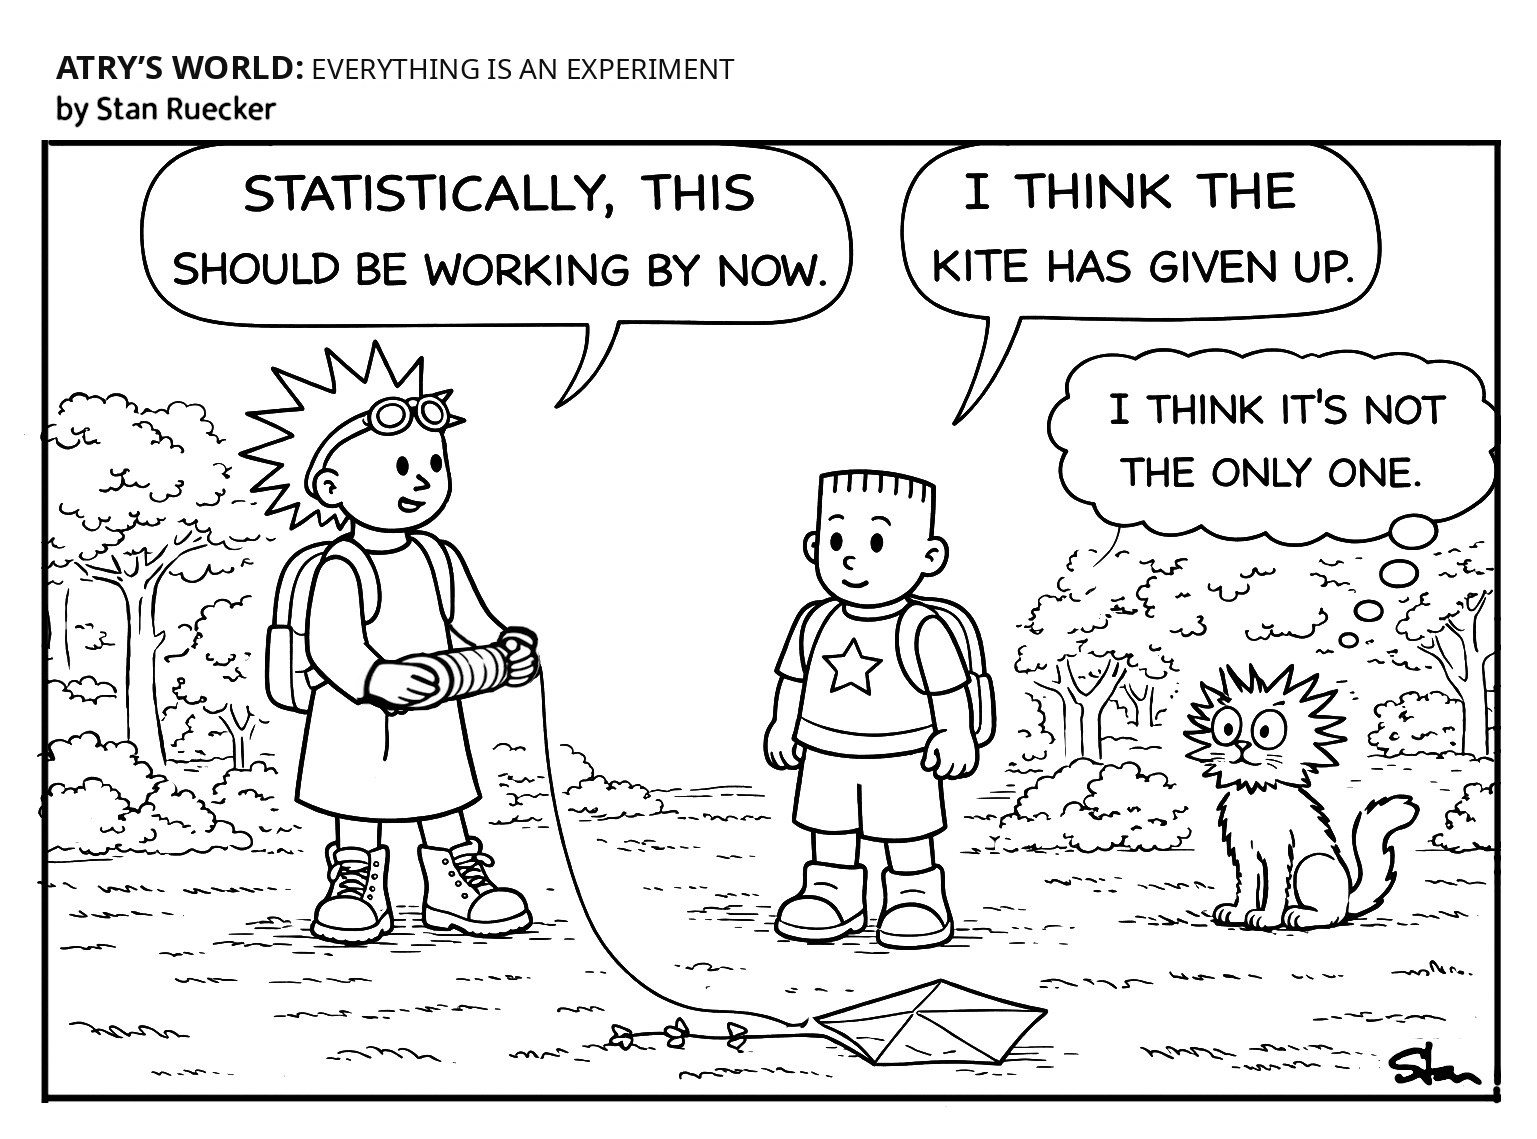 ATRY'S WORLD: EVERYTHING IS AN EXPERIMENT
by Stan Ruecker
STATISTICALLY, THIS
SHOULD BE WORKING BY NOW.
I THINK THE
KITE HAS GIVEN UP.
I THINK IT'S NOT
THE ONLY ONE.
Stan